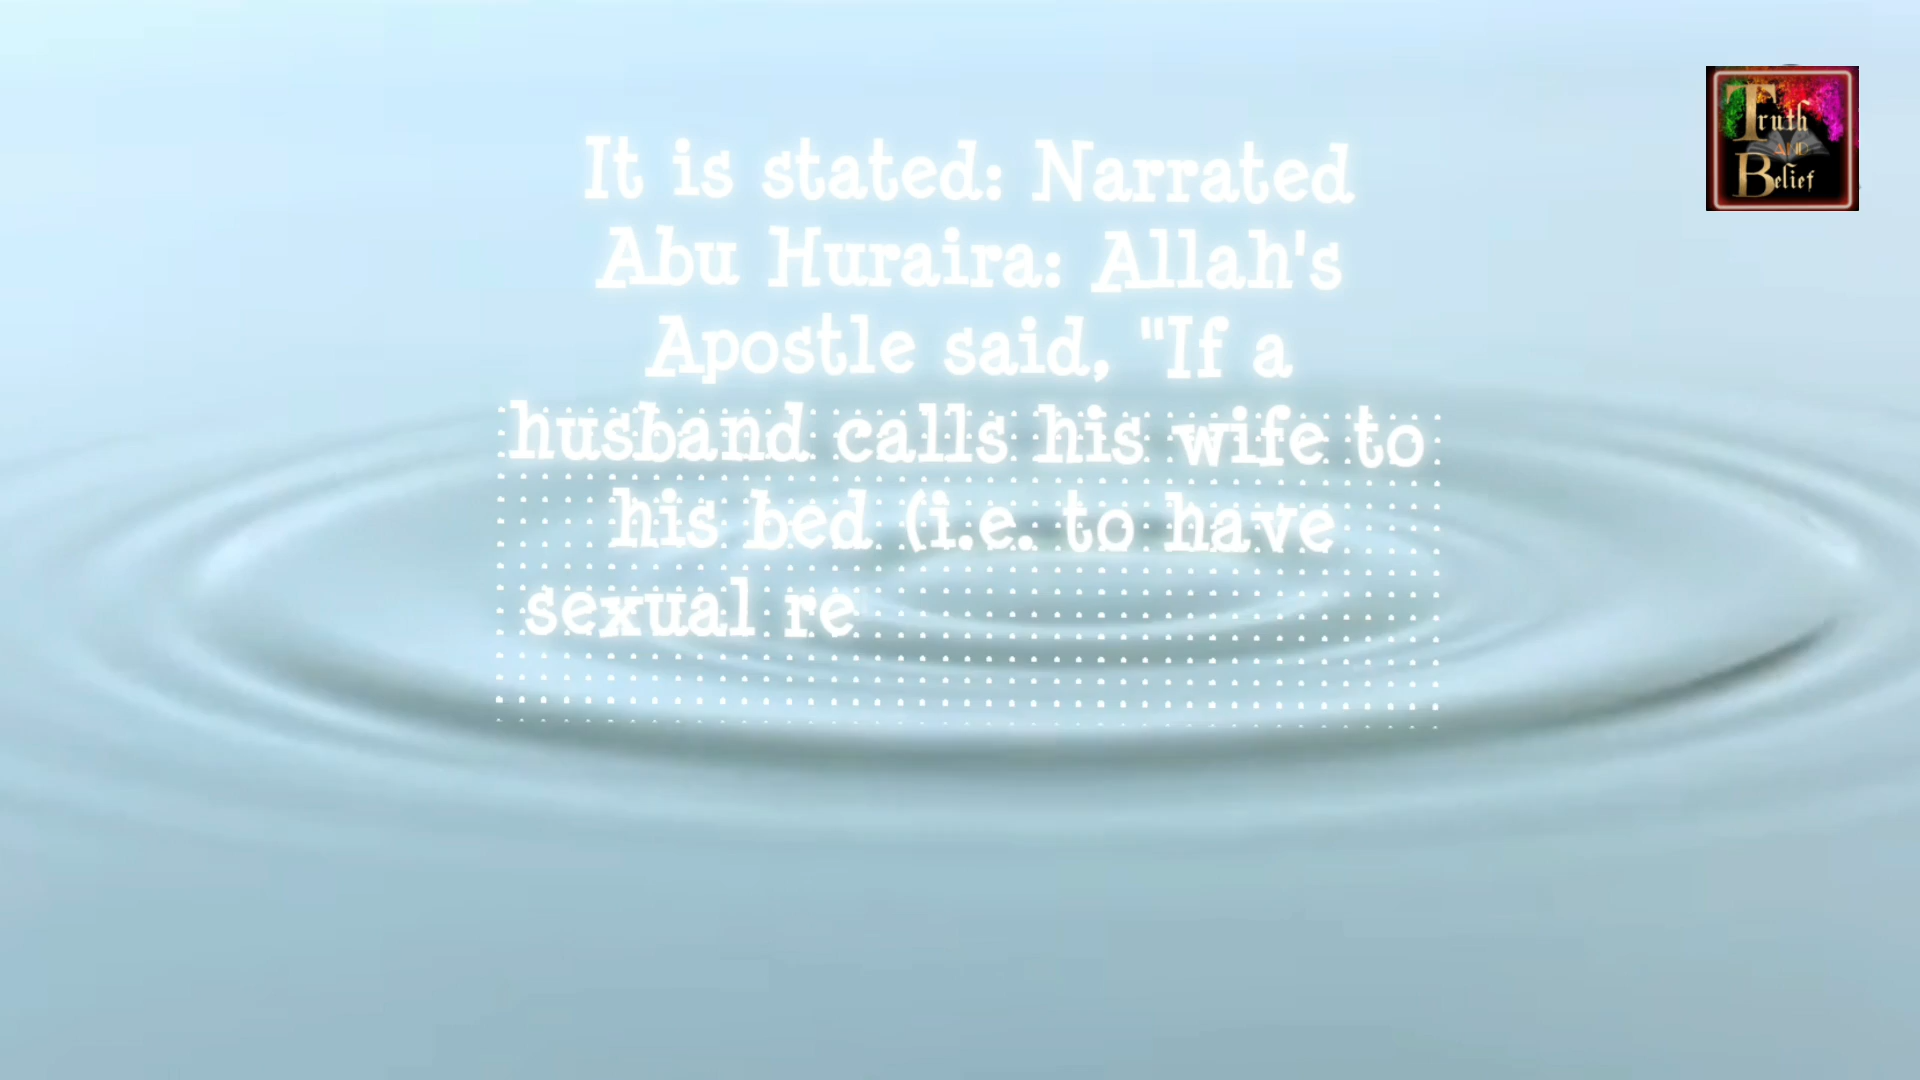 It is stated: Narrated
Abu Huraira: Allah's
Apostle said, "If a
husband calls his wife to
his bed (i.e. to have
sexual re
Truth
AND
Belief